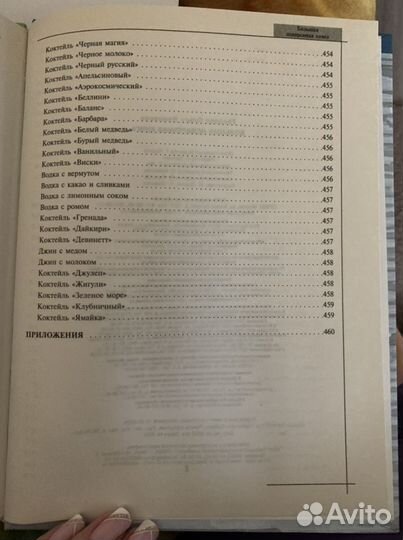 Большая
поваренная книга
Коктейль «Черная магия» 454
Коктейль «Черное молоко» 454
Коктейль «Черный русский» 454
Коктейль «Апельсиновый» 454
Коктейль «Аэрокосмический» 455
Коктейль «Беллини» 455
Коктейль «Баланс» 455
Коктейль «Барбара» 455
Коктейль «Белый медведь» 455
Коктейль «Бурый медведь» 456
Коктейль «Ванильный» 456
Коктейль «Виски» 456
Водка с вермутом 456
Водка с какао и сливками 456
Водка с лимонным соком 457
Водка с ромом 457
Коктейль «Гренада» 457
Коктейль «Дайкири» 457
Коктейль «Девинетт» 457
Джин с медом 458
Джин с молоком 458
Коктейль «Джулеп» 458
Коктейль «Жигули» 458
Коктейль «Зеленое море» 458
Коктейль «Клубничный» 459
Коктейль «Ямайка» 459
ПРИЛОЖЕНИЯ 460
Avito